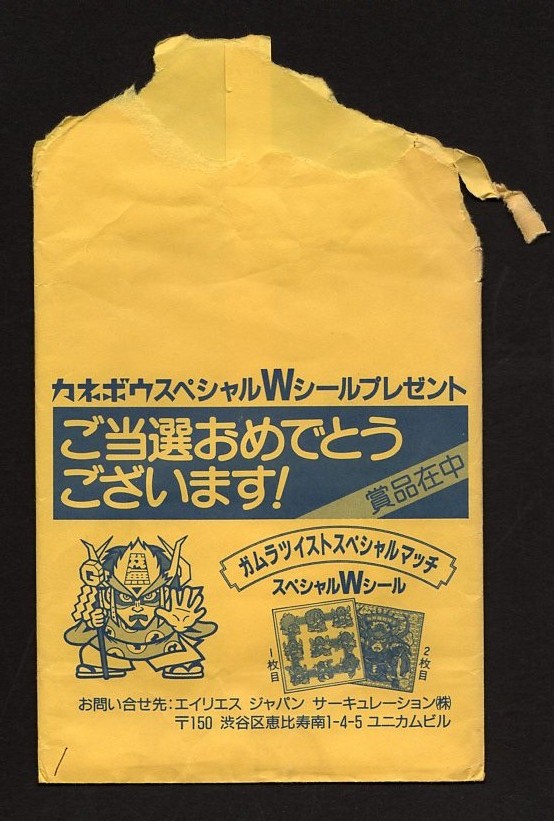 カネボウスペシャルWシールプレゼント
ご当選おめでとう
ございます!
賞品在中
ガムラツイストスペシャルマッチ
スペシャルWシール
1枚目
2枚目
お問い合せ先:エイリエス ジャパン サーキュレーション㈱
〒150 渋谷区恵比寿南1-4-5 ユニカムビル